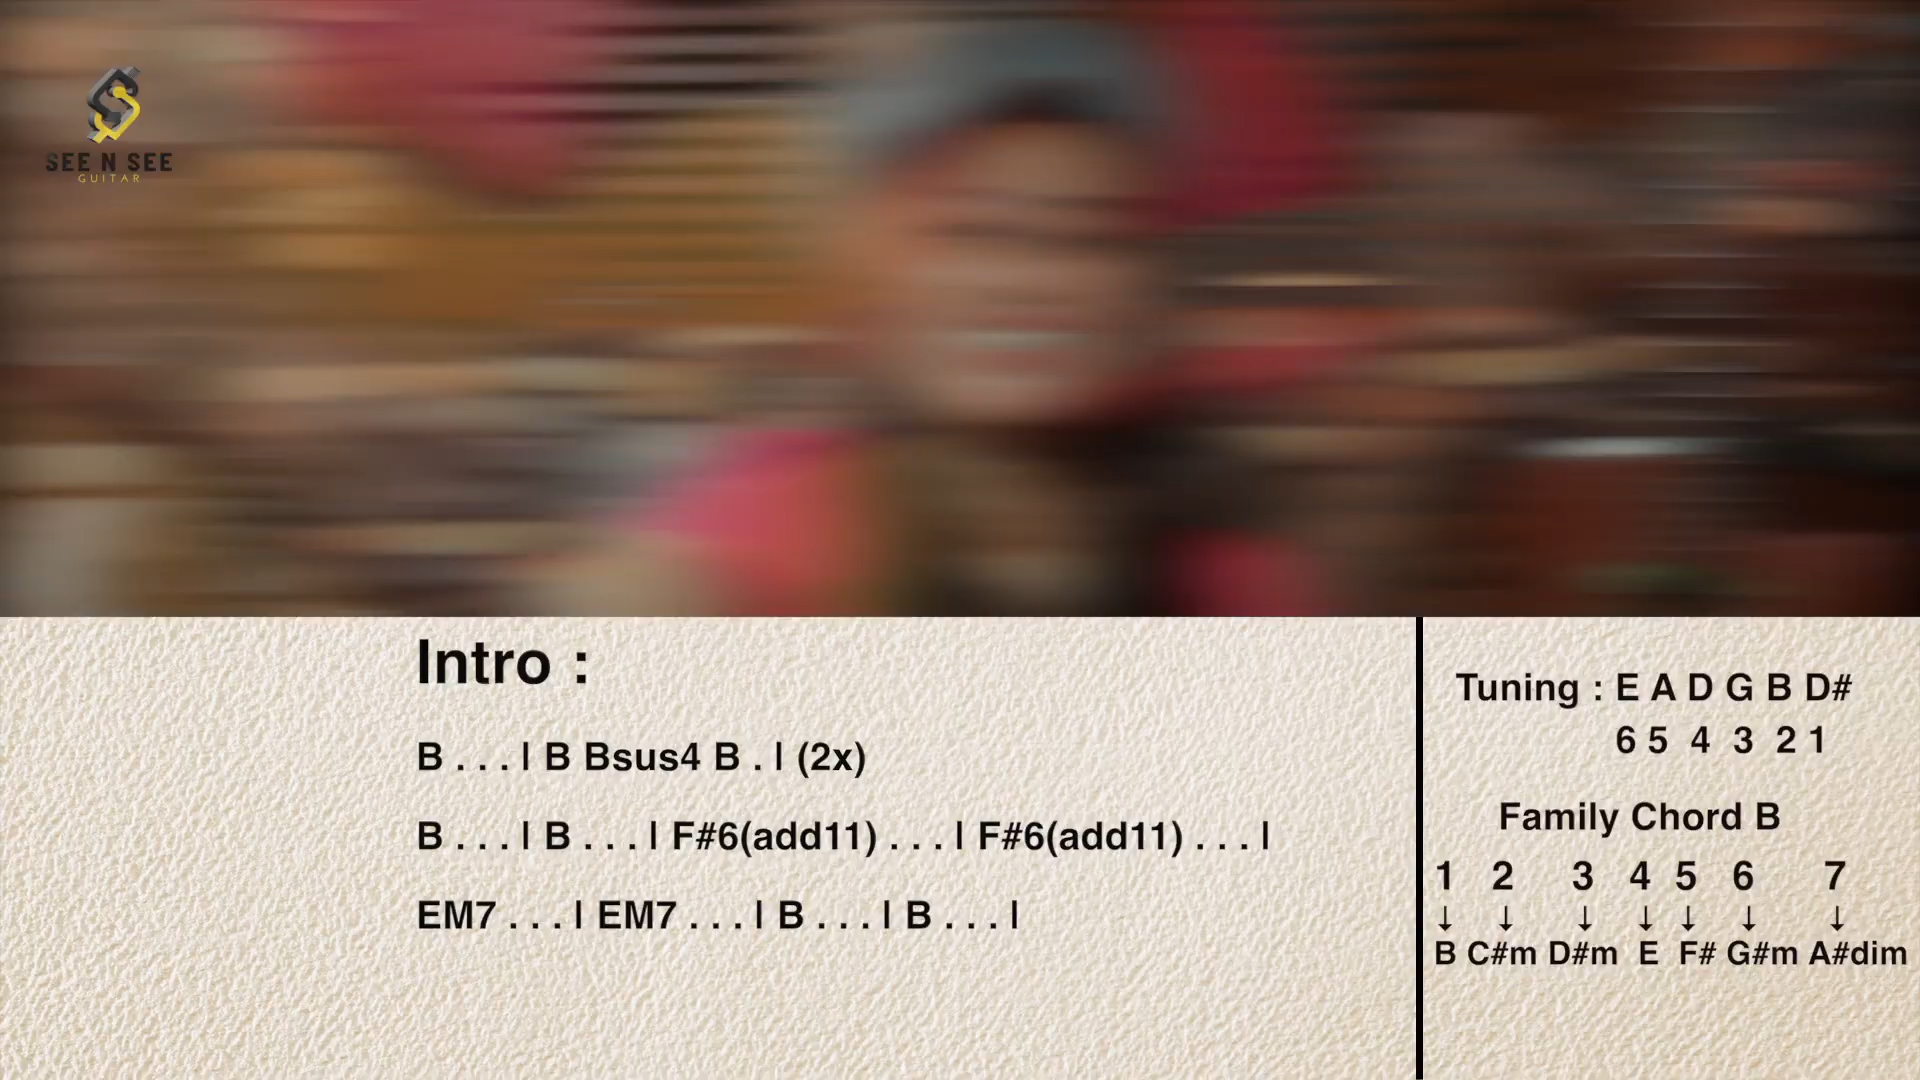 SEE N SEE
GUITAR
Intro :
B . . . | B Bsus4 B . | (2x)
B . . . | B . . . | F#6(add11) . . . | F#6(add11) . . . |
EM7 . . . | EM7 . . . | B . . . | B . . . |
Tuning : E A D G B D#
6 5 4 3 2 1
Family Chord B
1 2 3 4 5 6 7
↓ ↓ ↓ ↓ ↓ ↓ ↓
B C#m D#m E F# G#m A#dim